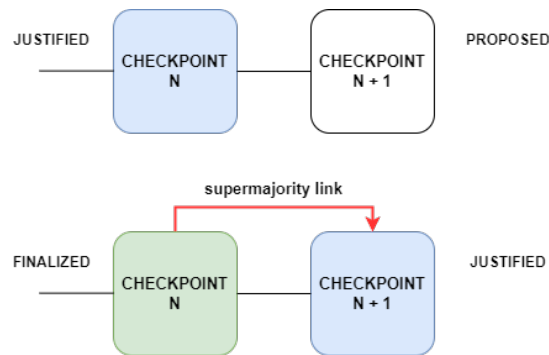 JUSTIFIED
CHECKPOINT
N
CHECKPOINT
N + 1
PROPOSED
supermajority link
FINALIZED
CHECKPOINT
N
CHECKPOINT
N + 1
JUSTIFIED